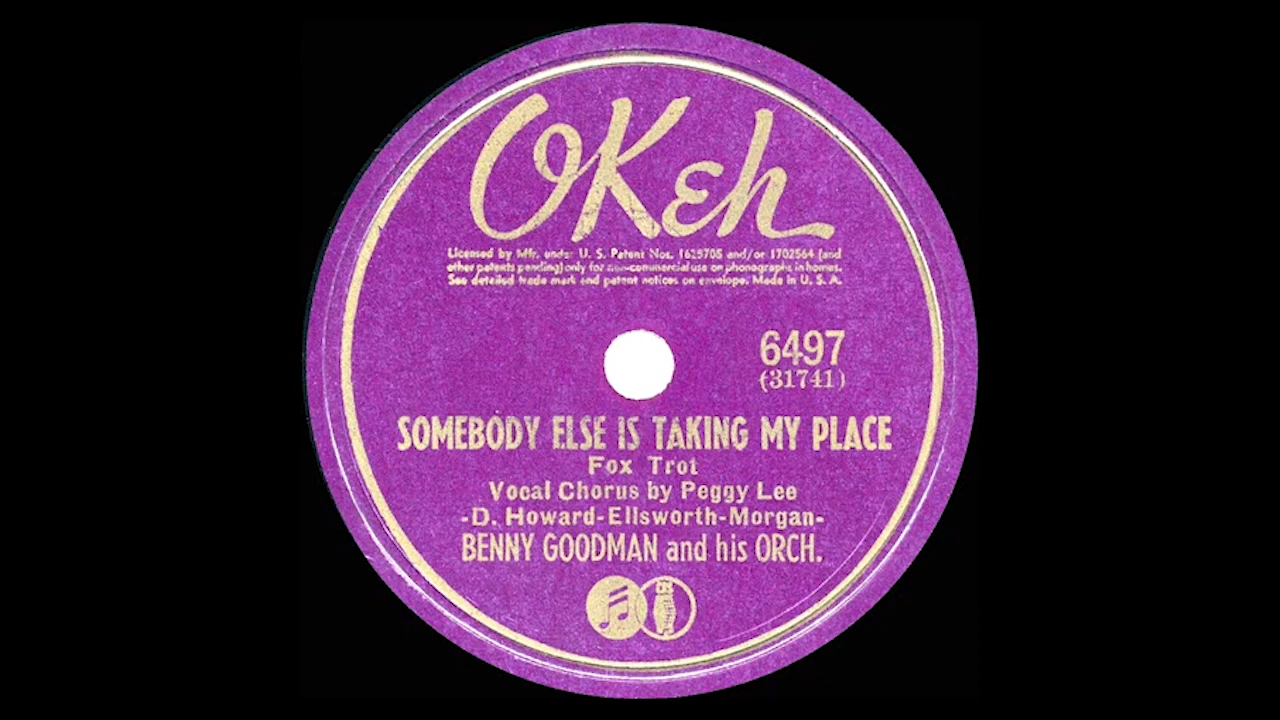 OKeh
Licensed by Mfr. under U. S. Patent Nos. 1625705 and/or 1702564 (and
other patents pending) only for non-commercial use on phonographs in homes.
See detailed trade mark and patent notices on envelope. Made in U. S. A.
6497
(31741)
SOMEBODY ELSE IS TAKING MY PLACE
Fox Trot
Vocal Chorus by Peggy Lee
-D. Howard-Ellsworth-Morgan-
BENNY GOODMAN and his ORCH.